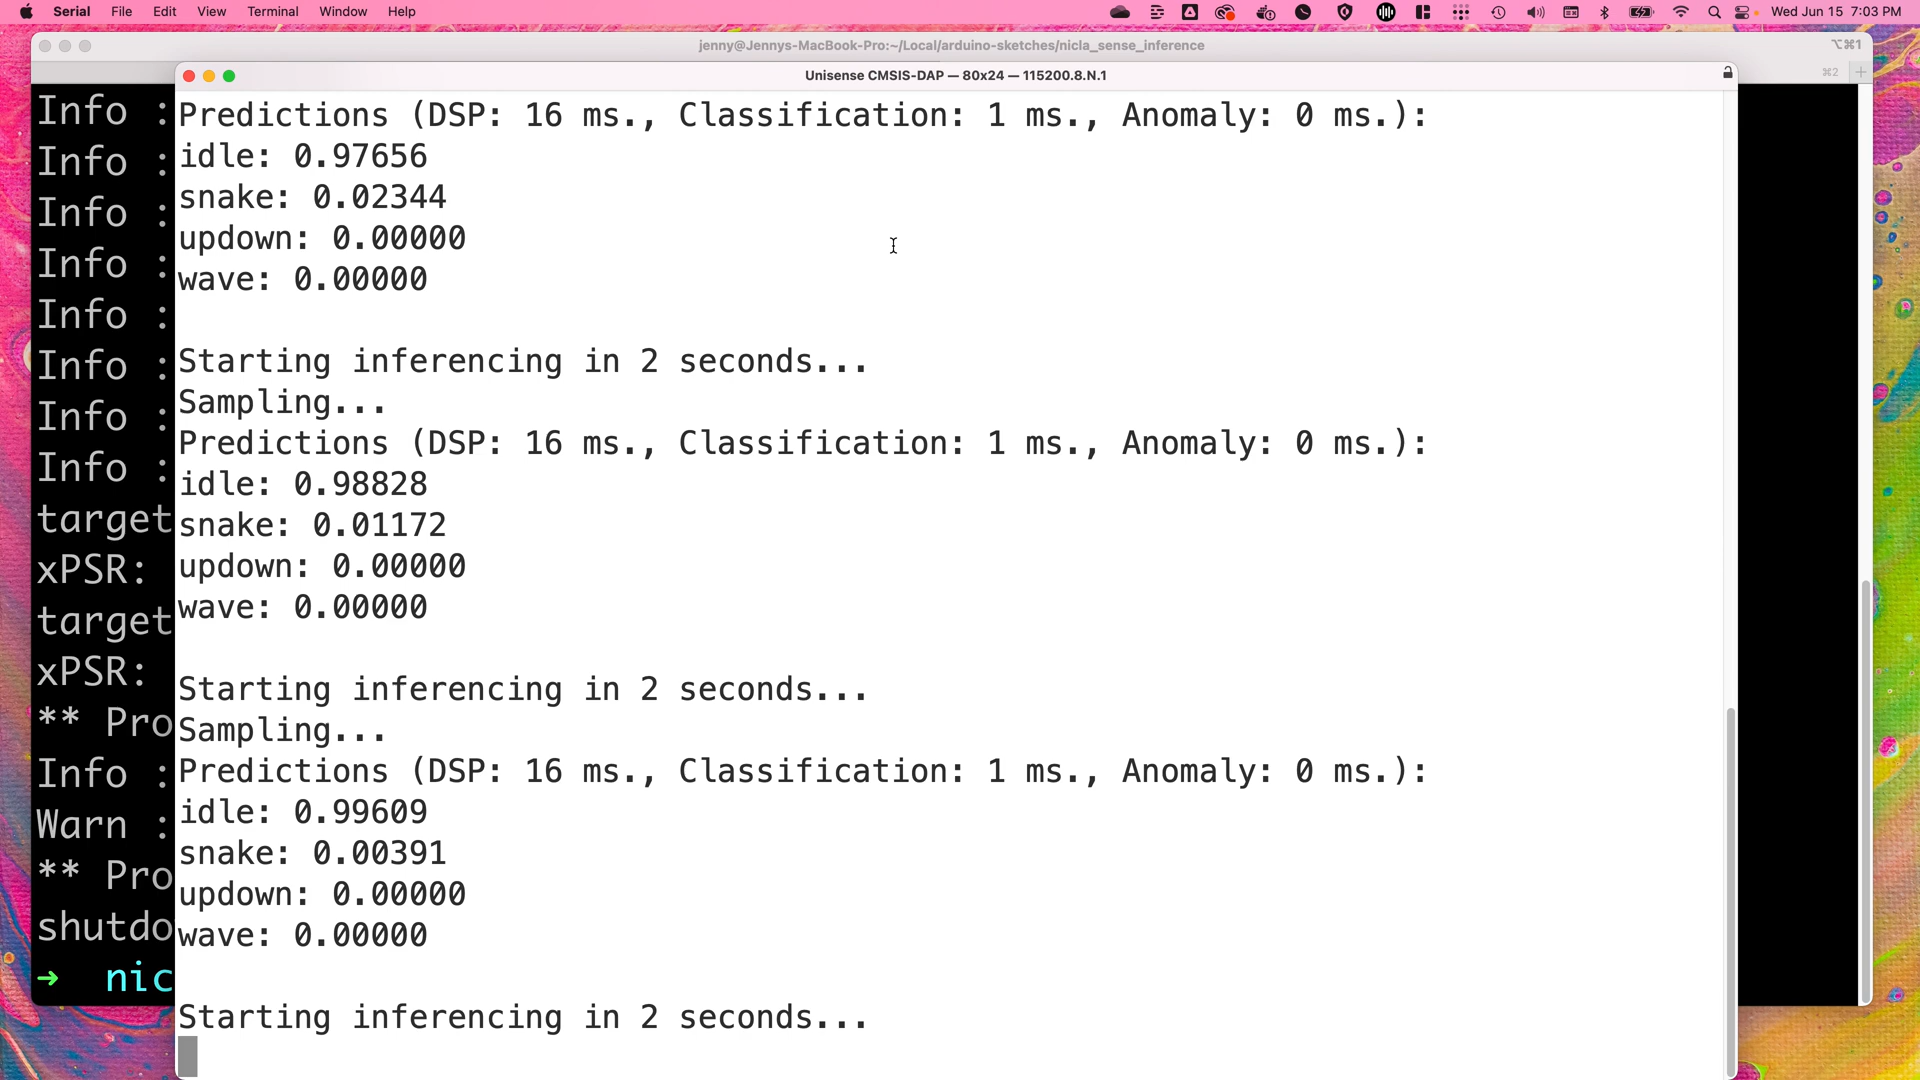 Serial File Edit View Terminal Window Help Wed Jun 15 7:03 PM
jenny@Jennys-MacBook-Pro:~/Local/arduino-sketches/nicla_sense_inference ⌥⌘1
Unisense CMSIS-DAP — 80x24 — 115200.8.N.1
⌘2 +
Info :
Info :
Info :
Info :
Info :
Info :
Info :
Info :
target
xPSR:
target
xPSR:
** Pro
Info :
Warn :
** Pro
shutdo
➜ nic
Predictions (DSP: 16 ms., Classification: 1 ms., Anomaly: 0 ms.):
idle: 0.97656
snake: 0.02344
updown: 0.00000
wave: 0.00000
Starting inferencing in 2 seconds...
Sampling...
Predictions (DSP: 16 ms., Classification: 1 ms., Anomaly: 0 ms.):
idle: 0.98828
snake: 0.01172
updown: 0.00000
wave: 0.00000
Starting inferencing in 2 seconds...
Sampling...
Predictions (DSP: 16 ms., Classification: 1 ms., Anomaly: 0 ms.):
idle: 0.99609
snake: 0.00391
updown: 0.00000
wave: 0.00000
Starting inferencing in 2 seconds...